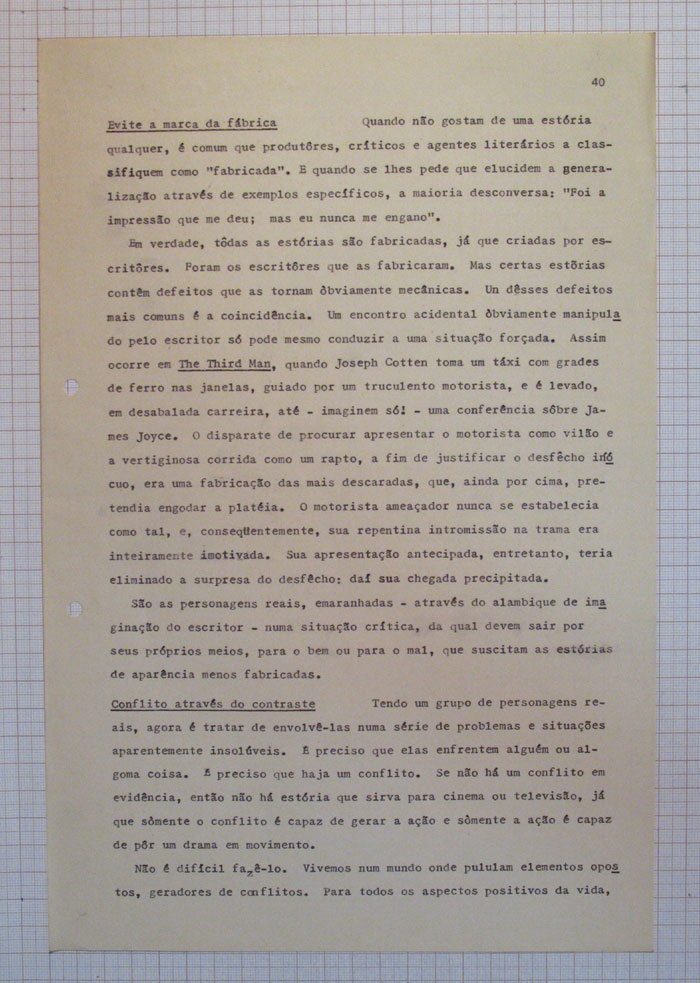 40
Evite a marca da fábrica Quando não gostam de uma estória
qualquer, é comum que produtôres, críticos e agentes literários a clas-
sifiquem como "fabricada". E quando se lhes pede que elucidem a genera-
lização através de exemplos específicos, a maioria desconversa: "Foi a
impressão que me deu; mas eu nunca me engano".
Em verdade, tôdas as estórias são fabricadas, já que criadas por es-
critôres. Foram os escritôres que as fabricaram. Mas certas estórias
contêm defeitos que as tornam òbviamente mecânicas. Un dêsses defeitos
mais comuns é a coincidência. Um encontro acidental òbviamente manipula
do pelo escritor só pode mesmo conduzir a uma situação forçada. Assim
ocorre em The Third Man, quando Joseph Cotten toma um táxi com grades
de ferro nas janelas, guiado por um truculento motorista, e é levado,
em desabalada carreira, até - imaginem só! - uma conferência sôbre Ja-
mes Joyce. O disparate de procurar apresentar o motorista como vilão e
a vertiginosa corrida como um rapto, a fim de justificar o desfêcho inó
cuo, era uma fabricação das mais descaradas, que, ainda por cima, pre-
tendia engodar a platéia. O motorista ameaçador nunca se estabelecia
como tal, e, conseqüentemente, sua repentina intromissão na trama era
inteiramente imotivada. Sua apresentação antecipada, entretanto, teria
eliminado a surpresa do desfêcho: daí sua chegada precipitada.
São as personagens reais, emaranhadas - através do alambique de ima
ginação do escritor - numa situação crítica, da qual devem sair por
seus próprios meios, para o bem ou para o mal, que suscitam as estórias
de aparência menos fabricadas.
Conflito através do contraste Tendo um grupo de personagens re-
ais, agora é tratar de envolvê-las numa série de problemas e situações
aparentemente insolúveis. É preciso que elas enfrentem alguém ou al-
goma coisa. É preciso que haja um conflito. Se não há um conflito em
evidência, então não há estória que sirva para cinema ou televisão, já
que sòmente o conflito é capaz de gerar a ação e sòmente a ação é capaz
de pôr um drama em movimento.
Não é difícil fazê-lo. Vivemos num mundo onde pululam elementos opos
tos, geradores de conflitos. Para todos os aspectos positivos da vida,